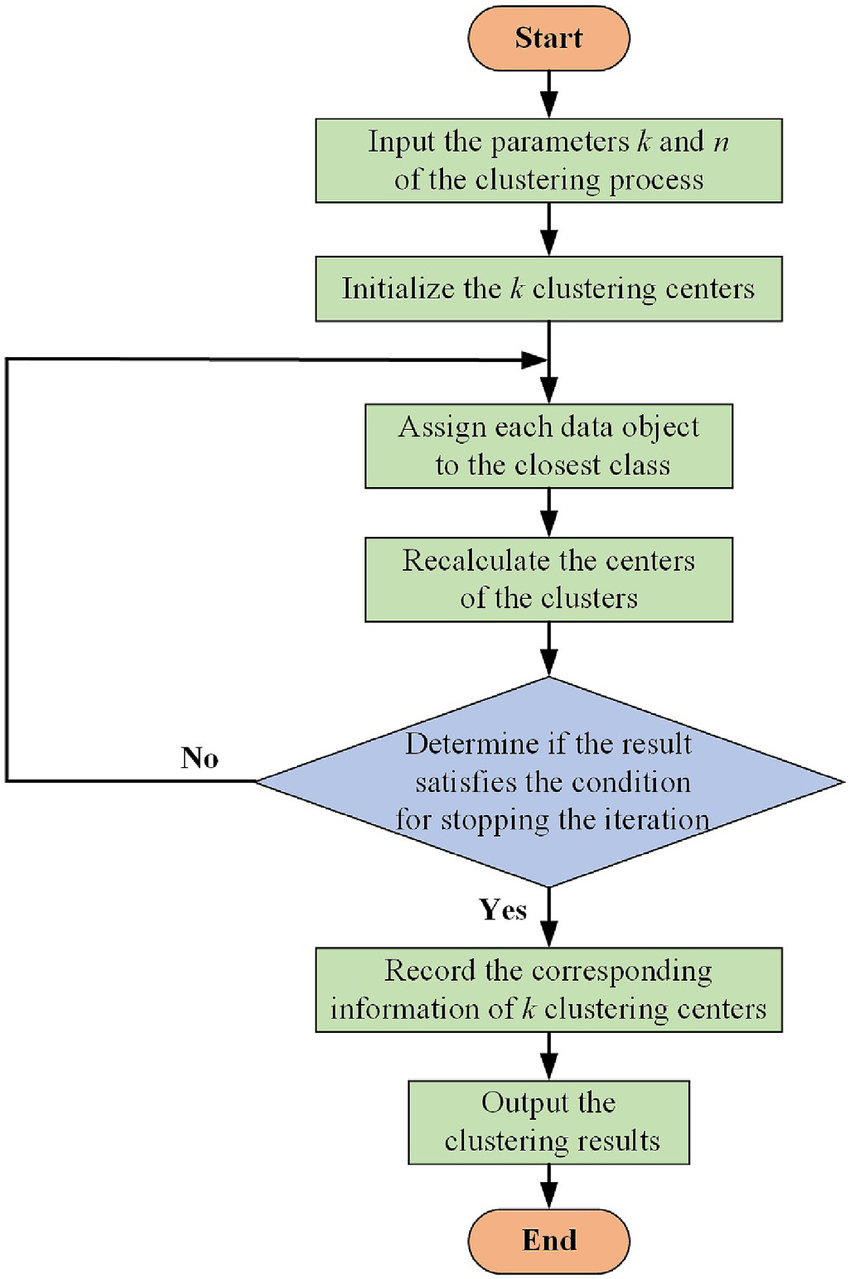 Start
Input the parameters k and n
of the clustering process
Initialize the k clustering centers
Assign each data object
to the closest class
Recalculate the centers
of the clusters
Determine if the result
satisfies the condition
for stopping the iteration
No
Yes
Record the corresponding
information of k clustering centers
Output the
clustering results
End